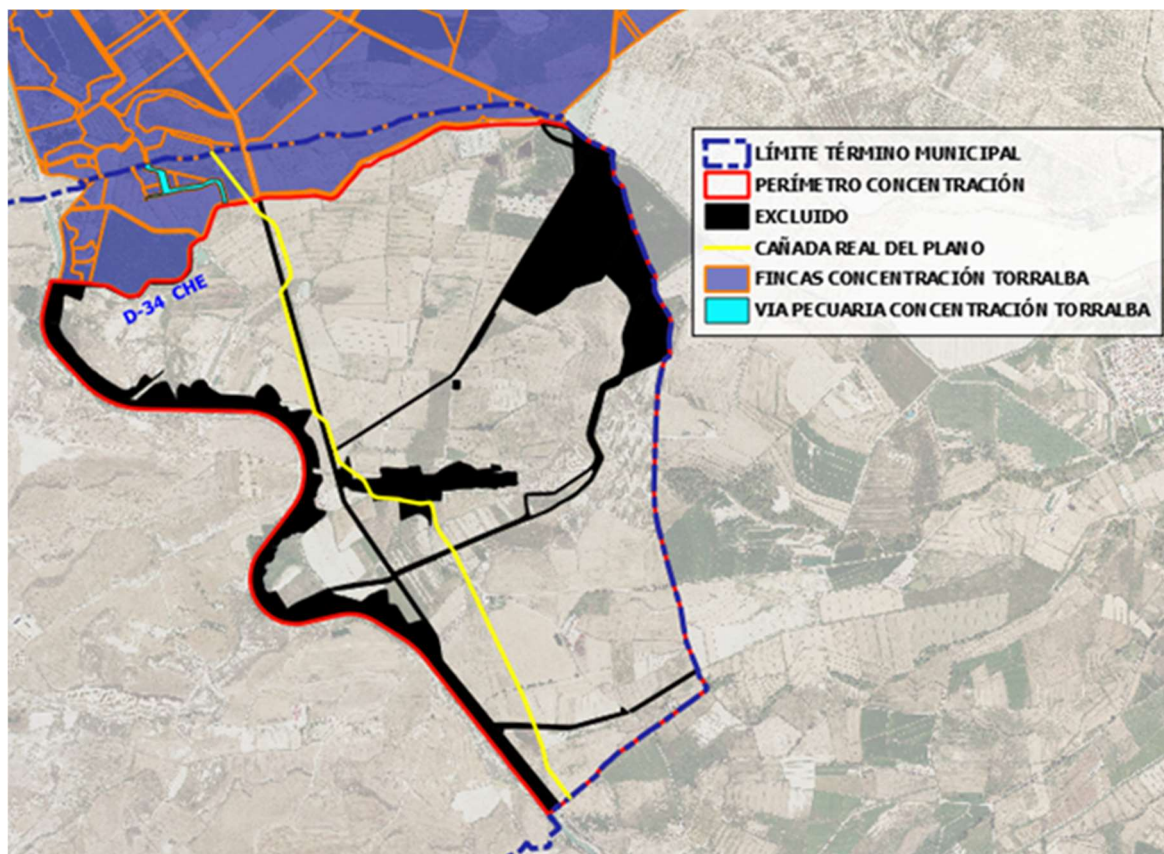 LÍMITE TÉRMINO MUNICIPAL
PERÍMETRO CONCENTRACIÓN
EXCLUIDO
CAÑADA REAL DEL PLANO
FINCAS CONCENTRACIÓN TORRALBA
VIA PECUARIA CONCENTRACIÓN TORRALBA
D-34 CHE